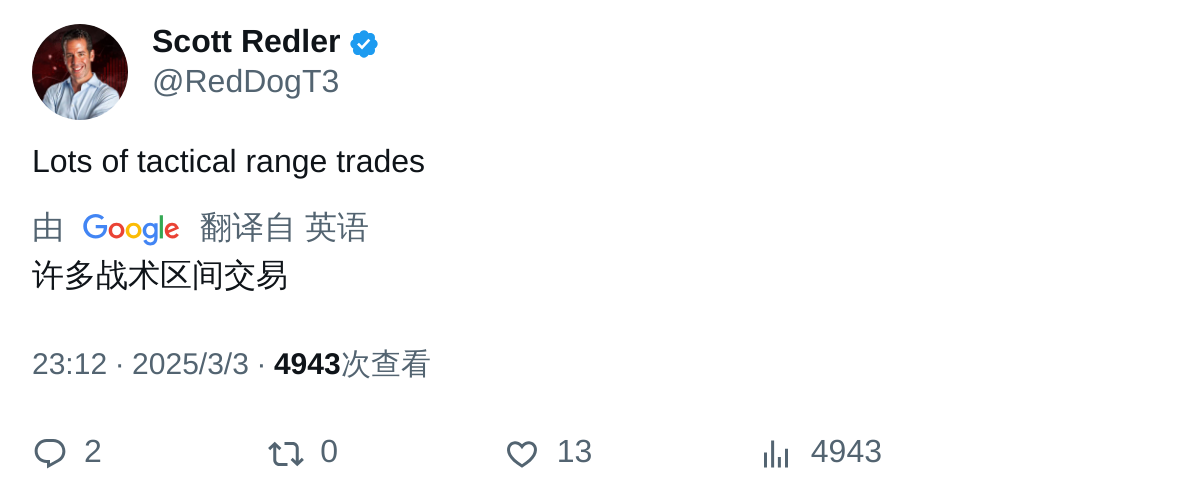 Scott Redler
@RedDogT3
Lots of tactical range trades
由 Google 翻译自 英语
许多战术区间交易
23:12 · 2025/3/3 · 4943次查看
2 0 13 4943